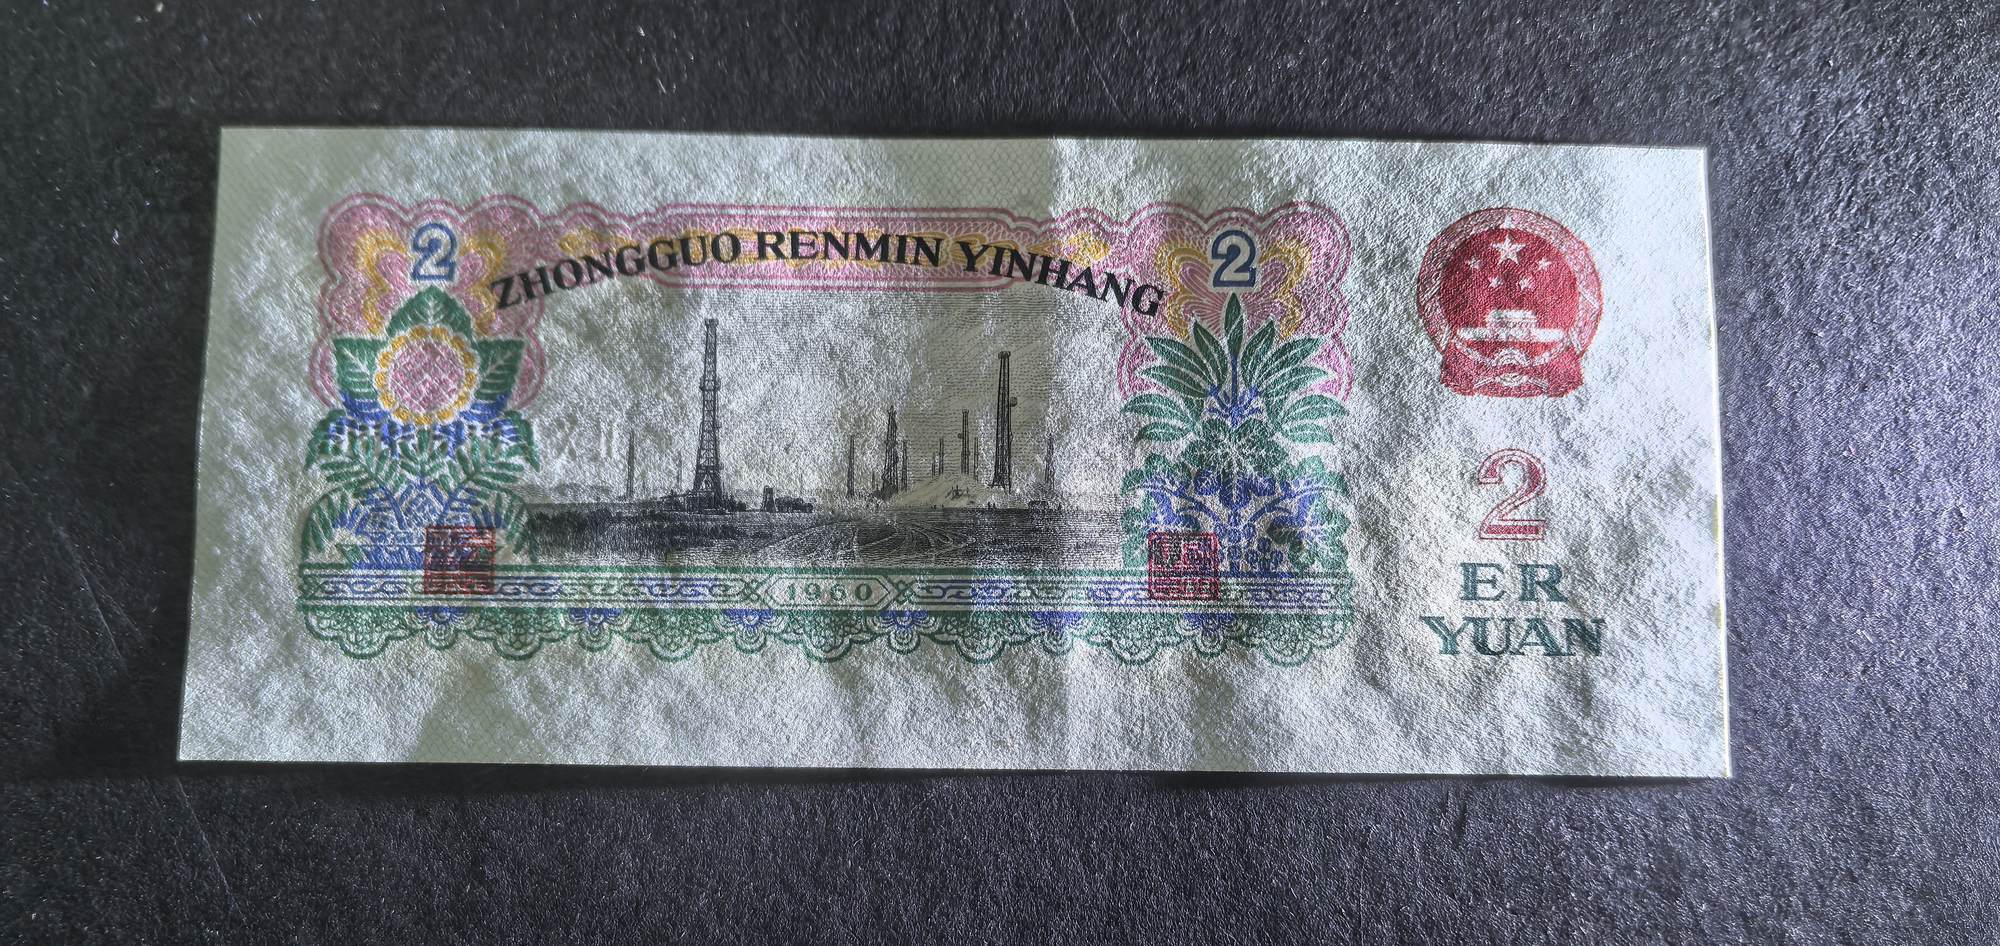 2
ZHONGGUO RENMIN YINHANG
2
2
ER
YUAN
1960